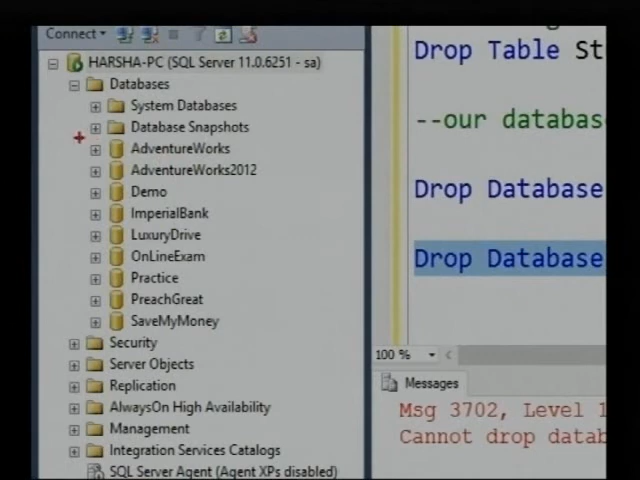 Connect
HARSHA-PC (SQL Server 11.0.6251 - sa)
Databases
System Databases
Database Snapshots
AdventureWorks
AdventureWorks2012
Demo
ImperialBank
LuxuryDrive
OnLineExam
Practice
PreachGreat
SaveMyMoney
Security
Server Objects
Replication
AlwaysOn High Availability
Management
Integration Services Catalogs
SQL Server Agent (Agent XPs disabled)
Drop Table St
--our databas
Drop Database
Drop Database
100 %
Messages
Msg 3702, Level 1
Cannot drop datab